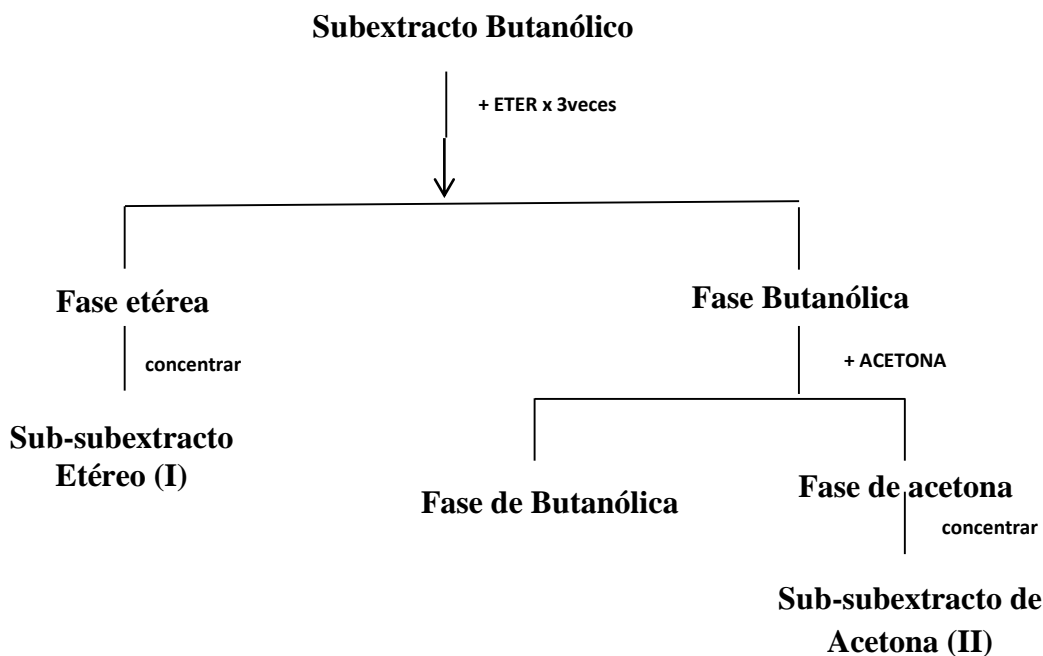 Subextracto Butanólico
+ ETER x 3veces
Fase etérea
Fase Butanólica
concentrar
+ ACETONA
Sub-subextracto
Etéreo (I)
Fase de Butanólica
Fase de acetona
concentrar
Sub-subextracto de
Acetona (II)